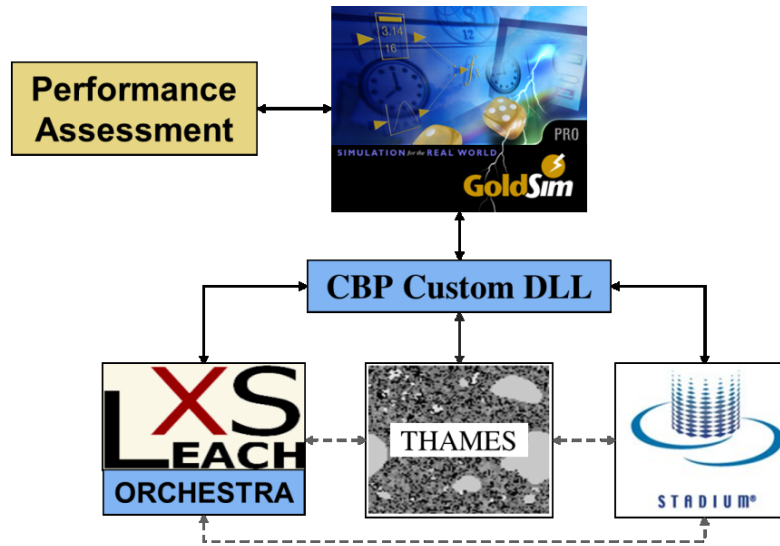 Performance
Assessment
3.14
16
12
PRO
SIMULATION for the REAL WORLD
GoldSim
CBP Custom DLL
LXS
EACH
ORCHESTRA
THAMES
STADIUM®